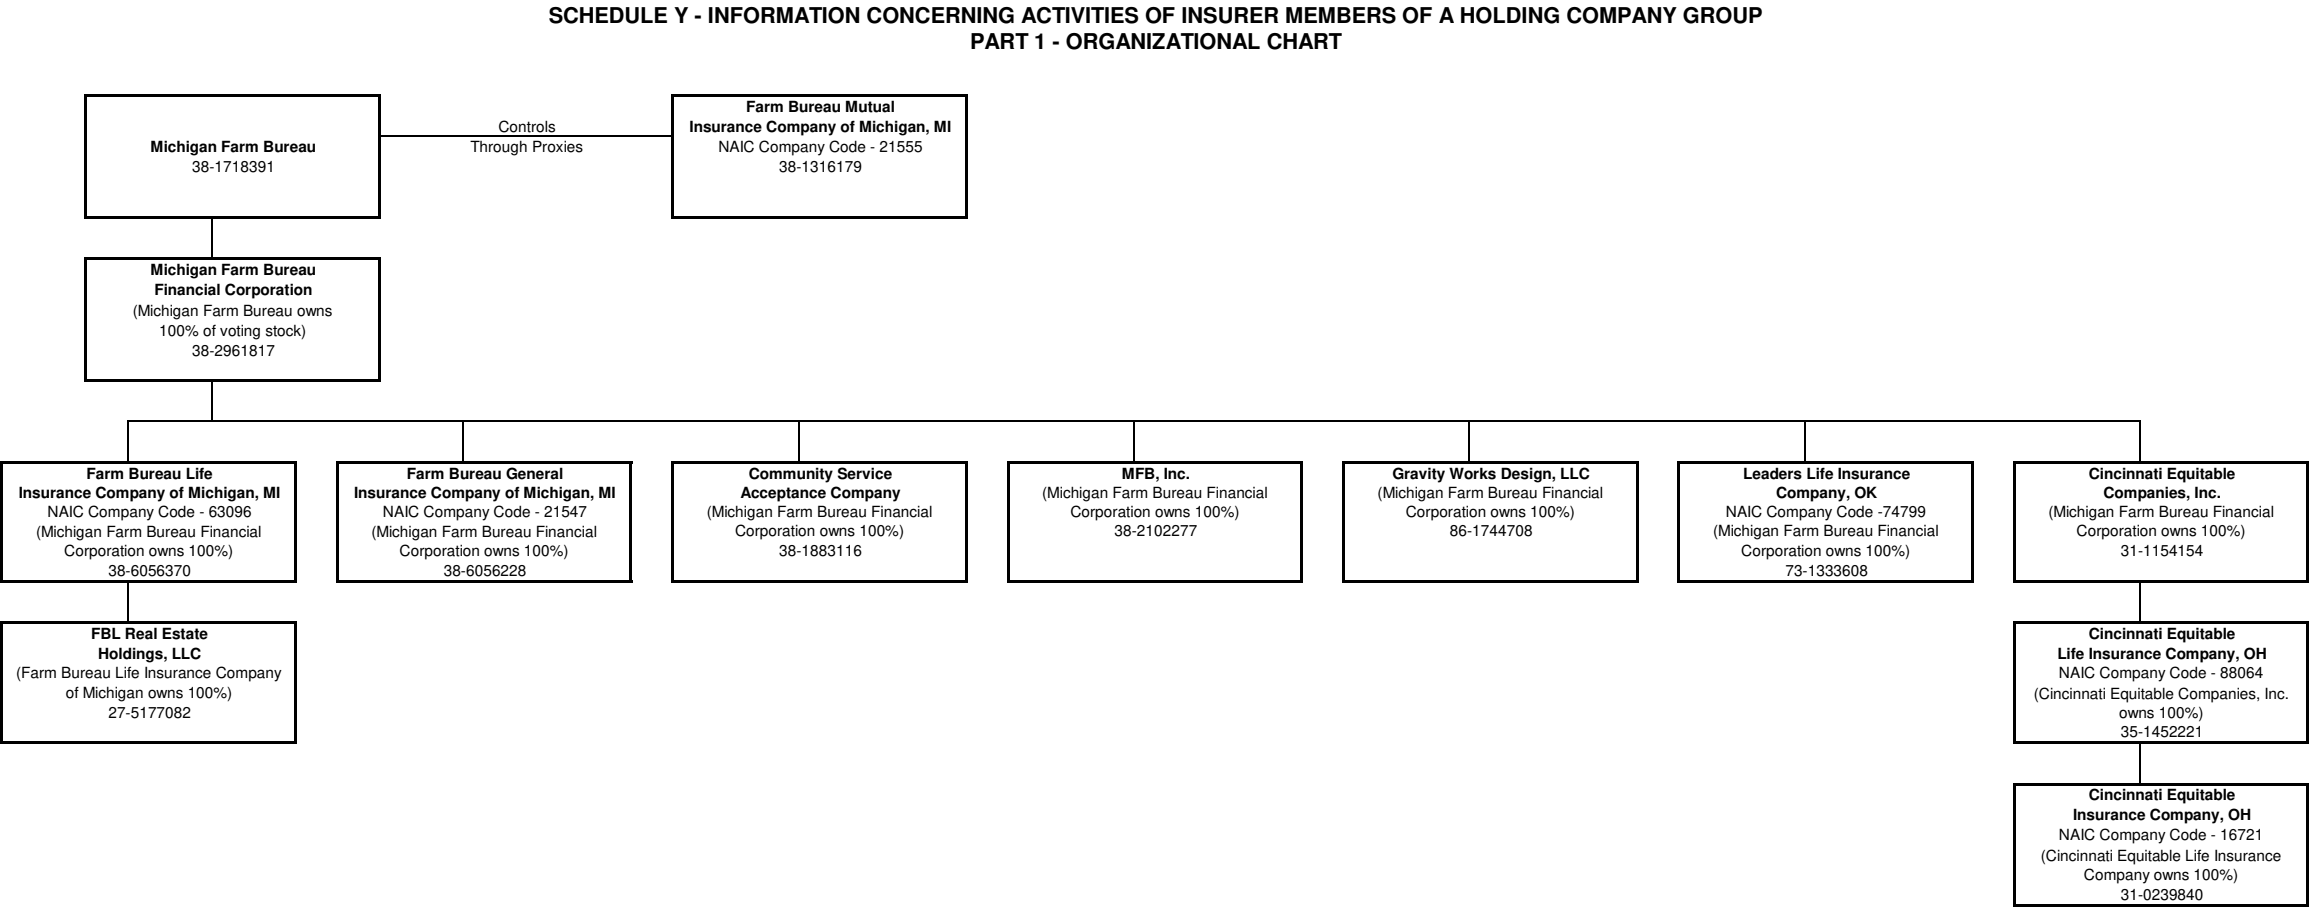 SCHEDULE Y - INFORMATION CONCERNING ACTIVITIES OF INSURER MEMBERS OF A HOLDING COMPANY GROUP
PART 1 - ORGANIZATIONAL CHART
Michigan Farm Bureau
38-1718391
Controls
Through Proxies
Farm Bureau Mutual
Insurance Company of Michigan, MI
NAIC Company Code - 21555
38-1316179
Michigan Farm Bureau
Financial Corporation
(Michigan Farm Bureau owns
100% of voting stock)
38-2961817
Farm Bureau Life
Insurance Company of Michigan, MI
NAIC Company Code - 63096
(Michigan Farm Bureau Financial
Corporation owns 100%)
38-6056370
Farm Bureau General
Insurance Company of Michigan, MI
NAIC Company Code - 21547
(Michigan Farm Bureau Financial
Corporation owns 100%)
38-6056228
Community Service
Acceptance Company
(Michigan Farm Bureau Financial
Corporation owns 100%)
38-1883116
MFB, Inc.
(Michigan Farm Bureau Financial
Corporation owns 100%)
38-2102277
Gravity Works Design, LLC
(Michigan Farm Bureau Financial
Corporation owns 100%)
86-1744708
Leaders Life Insurance
Company, OK
NAIC Company Code -74799
(Michigan Farm Bureau Financial
Corporation owns 100%)
73-1333608
Cincinnati Equitable
Companies, Inc.
(Michigan Farm Bureau Financial
Corporation owns 100%)
31-1154154
FBL Real Estate
Holdings, LLC
(Farm Bureau Life Insurance Company
of Michigan owns 100%)
27-5177082
Cincinnati Equitable
Life Insurance Company, OH
NAIC Company Code - 88064
(Cincinnati Equitable Companies, Inc.
owns 100%)
35-1452221
Cincinnati Equitable
Insurance Company, OH
NAIC Company Code - 16721
(Cincinnati Equitable Life Insurance
Company owns 100%)
31-0239840